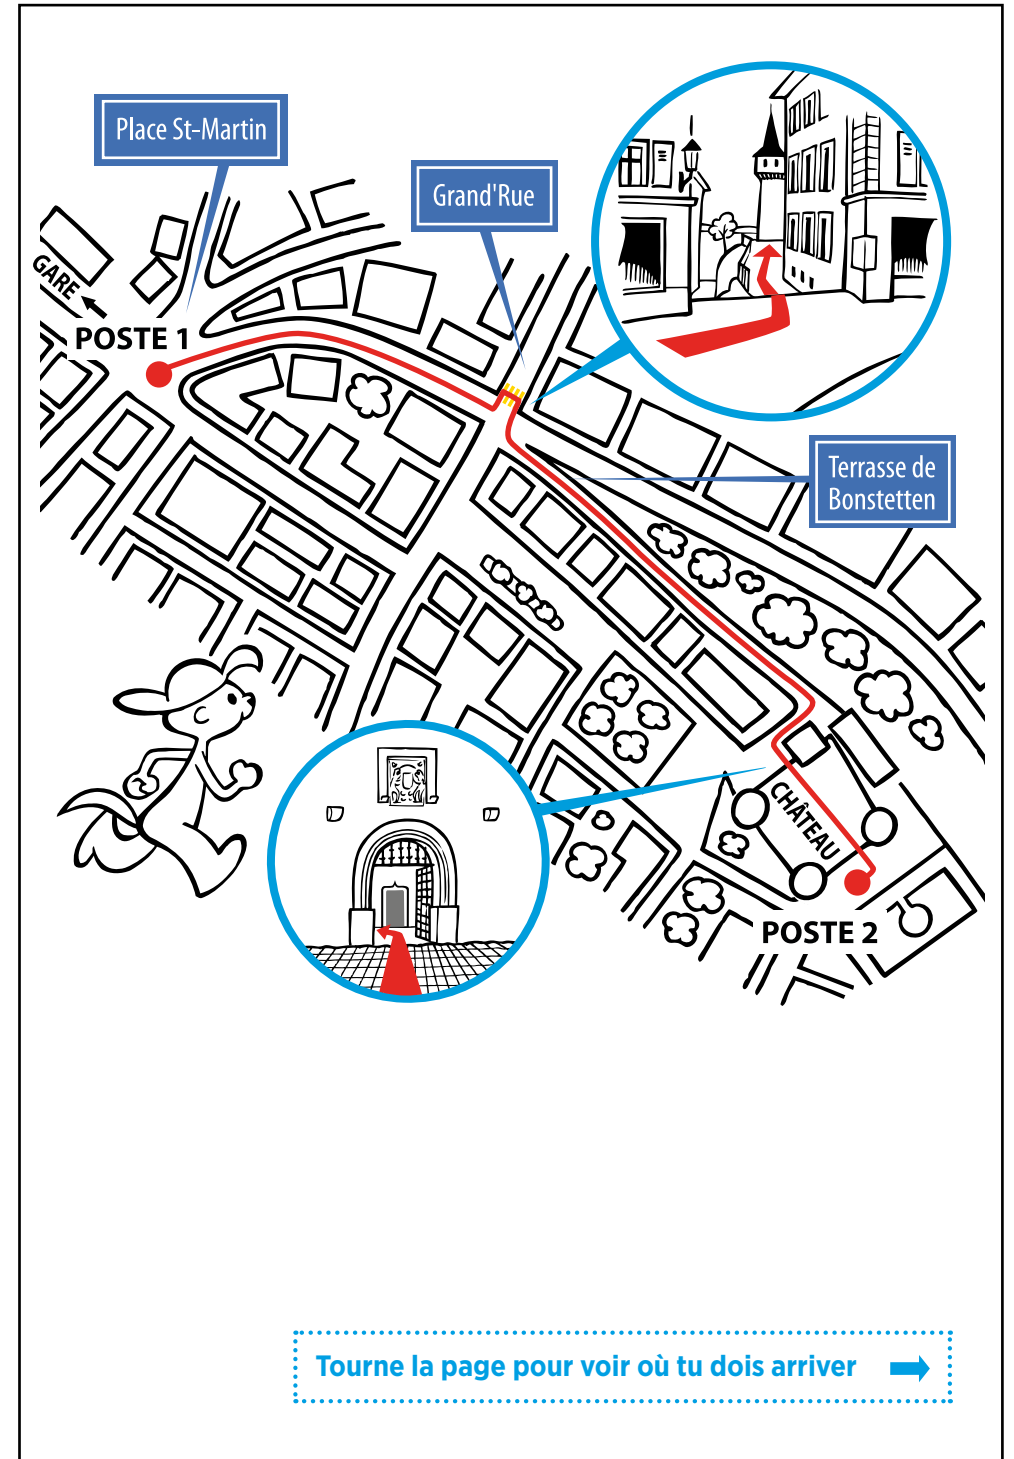 Place St-Martin
Grand'Rue
GARE
POSTE 1
Terrasse de
Bonstetten
CHÂTEAU
POSTE 2
Tourne la page pour voir où tu dois arriver